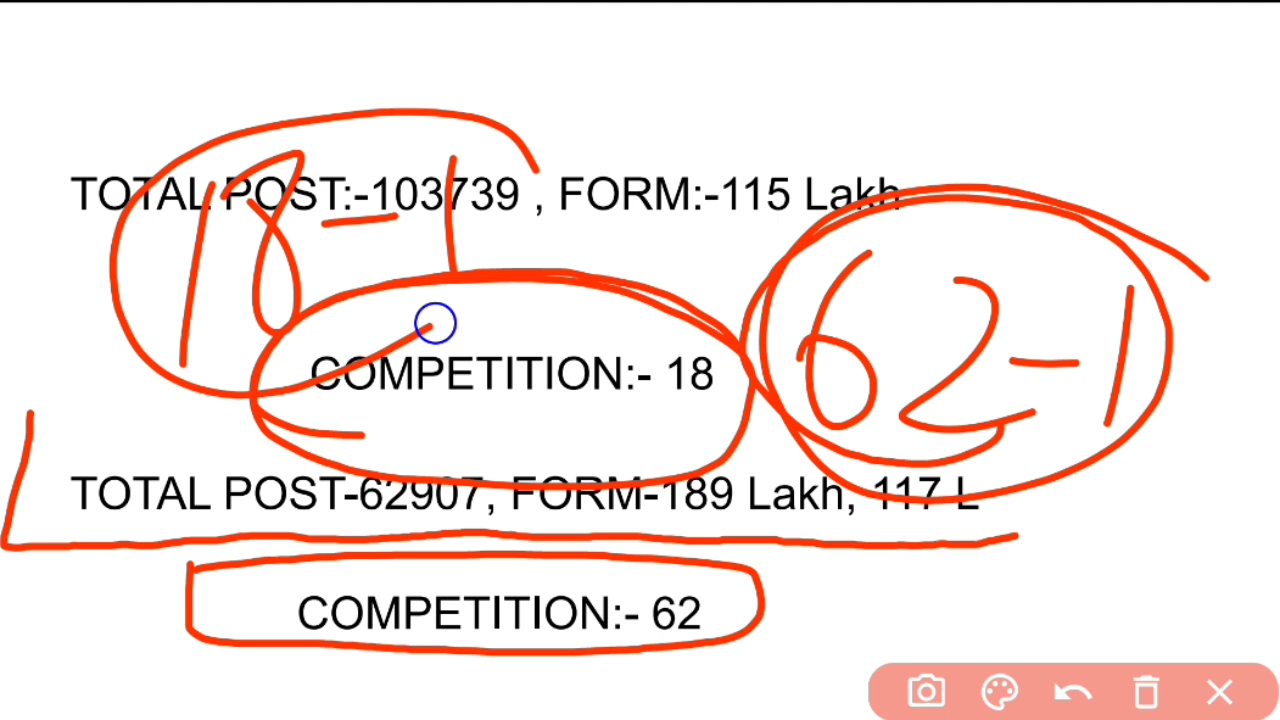 TOTAL POST:-103739 , FORM:-115 Lakh
18-1
COMPETITION:- 18
62-1
TOTAL POST-62907, FORM-189 Lakh, 117 L
COMPETITION:- 62